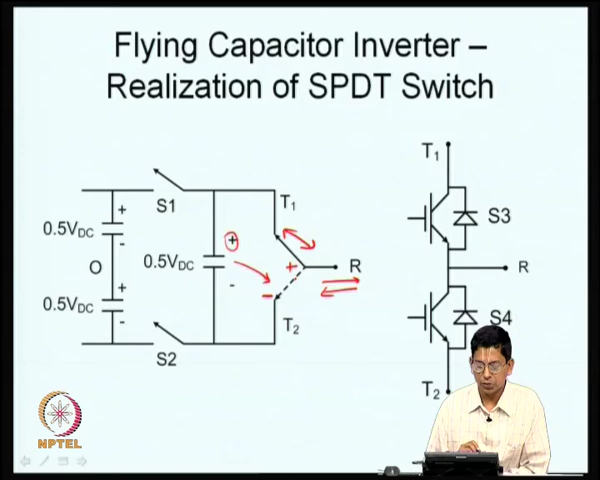 Flying Capacitor Inverter –
Realization of SPDT Switch
T1
S1
T1
+
0.5VDC
-
+
S3
O
0.5VDC
+
R
R
+
-
-
0.5VDC
-
T2
S4
S2
T2
NPTEL